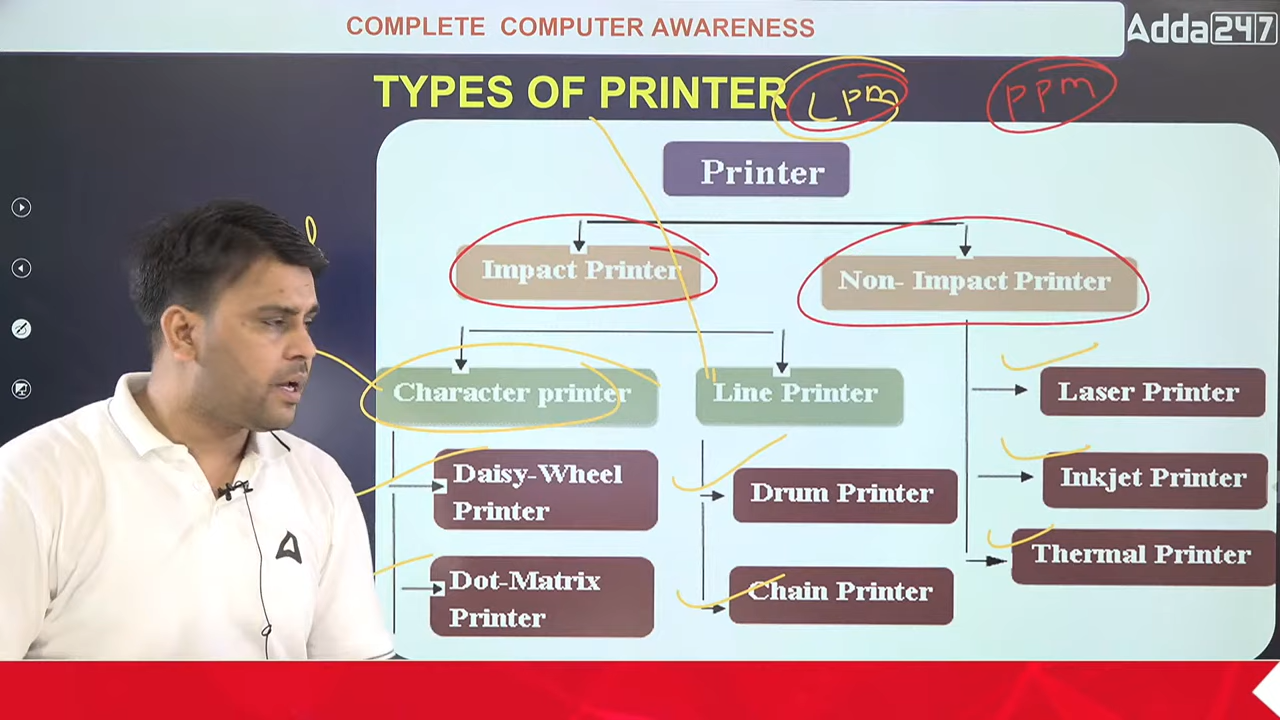 COMPLETE COMPUTER AWARENESS
Adda247
TYPES OF PRINTER
LPM
PPM
Printer
Impact Printer
Non- Impact Printer
Character printer
Line Printer
Laser Printer
Daisy-Wheel
Printer
Drum Printer
Inkjet Printer
Dot-Matrix
Printer
Chain Printer
Thermal Printer